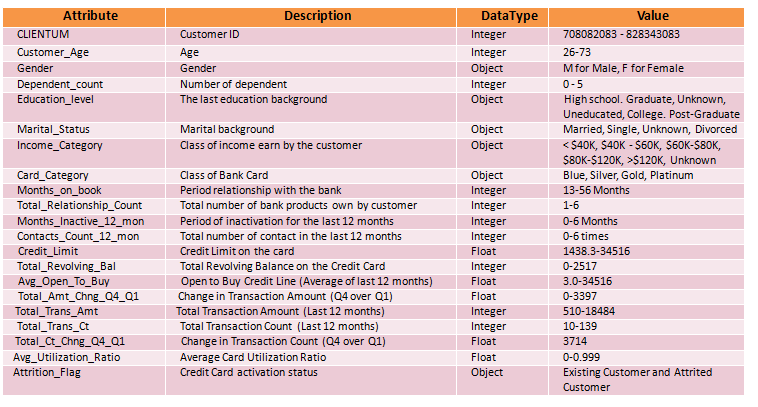 Attribute Description DataType Value
CLIENTUM Customer ID Integer 708082083 - 828343083
Customer_Age Age Integer 26-73
Gender Gender Object M for Male, F for Female
Dependent_count Number of dependent Integer 0 - 5
Education_level The last education background Object High school. Graduate, Unknown,
Uneducated, College. Post-Graduate
Marital_Status Marital background Object Married, Single, Unknown, Divorced
Income_Category Class of income earn by the customer Object < $40K, $40K - $60K, $60K-$80K,
$80K-$120K, >$120K, Unknown
Card_Category Class of Bank Card Object Blue, Silver, Gold, Platinum
Months_on_book Period relationship with the bank Integer 13-56 Months
Total_Relationship_Count Total number of bank products own by customer Integer 1-6
Months_Inactive_12_mon Period of inactivation for the last 12 months Integer 0-6 Months
Contacts_Count_12_mon Total number of contact in the last 12 months Integer 0-6 times
Credit_Limit Credit Limit on the card Float 1438.3-34516
Total_Revolving_Bal Total Revolving Balance on the Credit Card Integer 0-2517
Avg_Open_To_Buy Open to Buy Credit Line (Average of last 12 months) Float 3.0-34516
Total_Amt_Chng_Q4_Q1 Change in Transaction Amount (Q4 over Q1) Float 0-3397
Total_Trans_Amt Total Transaction Amount (Last 12 months) Integer 510-18484
Total_Trans_Ct Total Transaction Count (Last 12 months) Integer 10-139
Total_Ct_Chng_Q4_Q1 Change in Transaction Count (Q4 over Q1) Float 3714
Avg_Utilization_Ratio Average Card Utilization Ratio Float 0-0.999
Attrition_Flag Credit Card activation status Object Existing Customer and Attrited
Customer